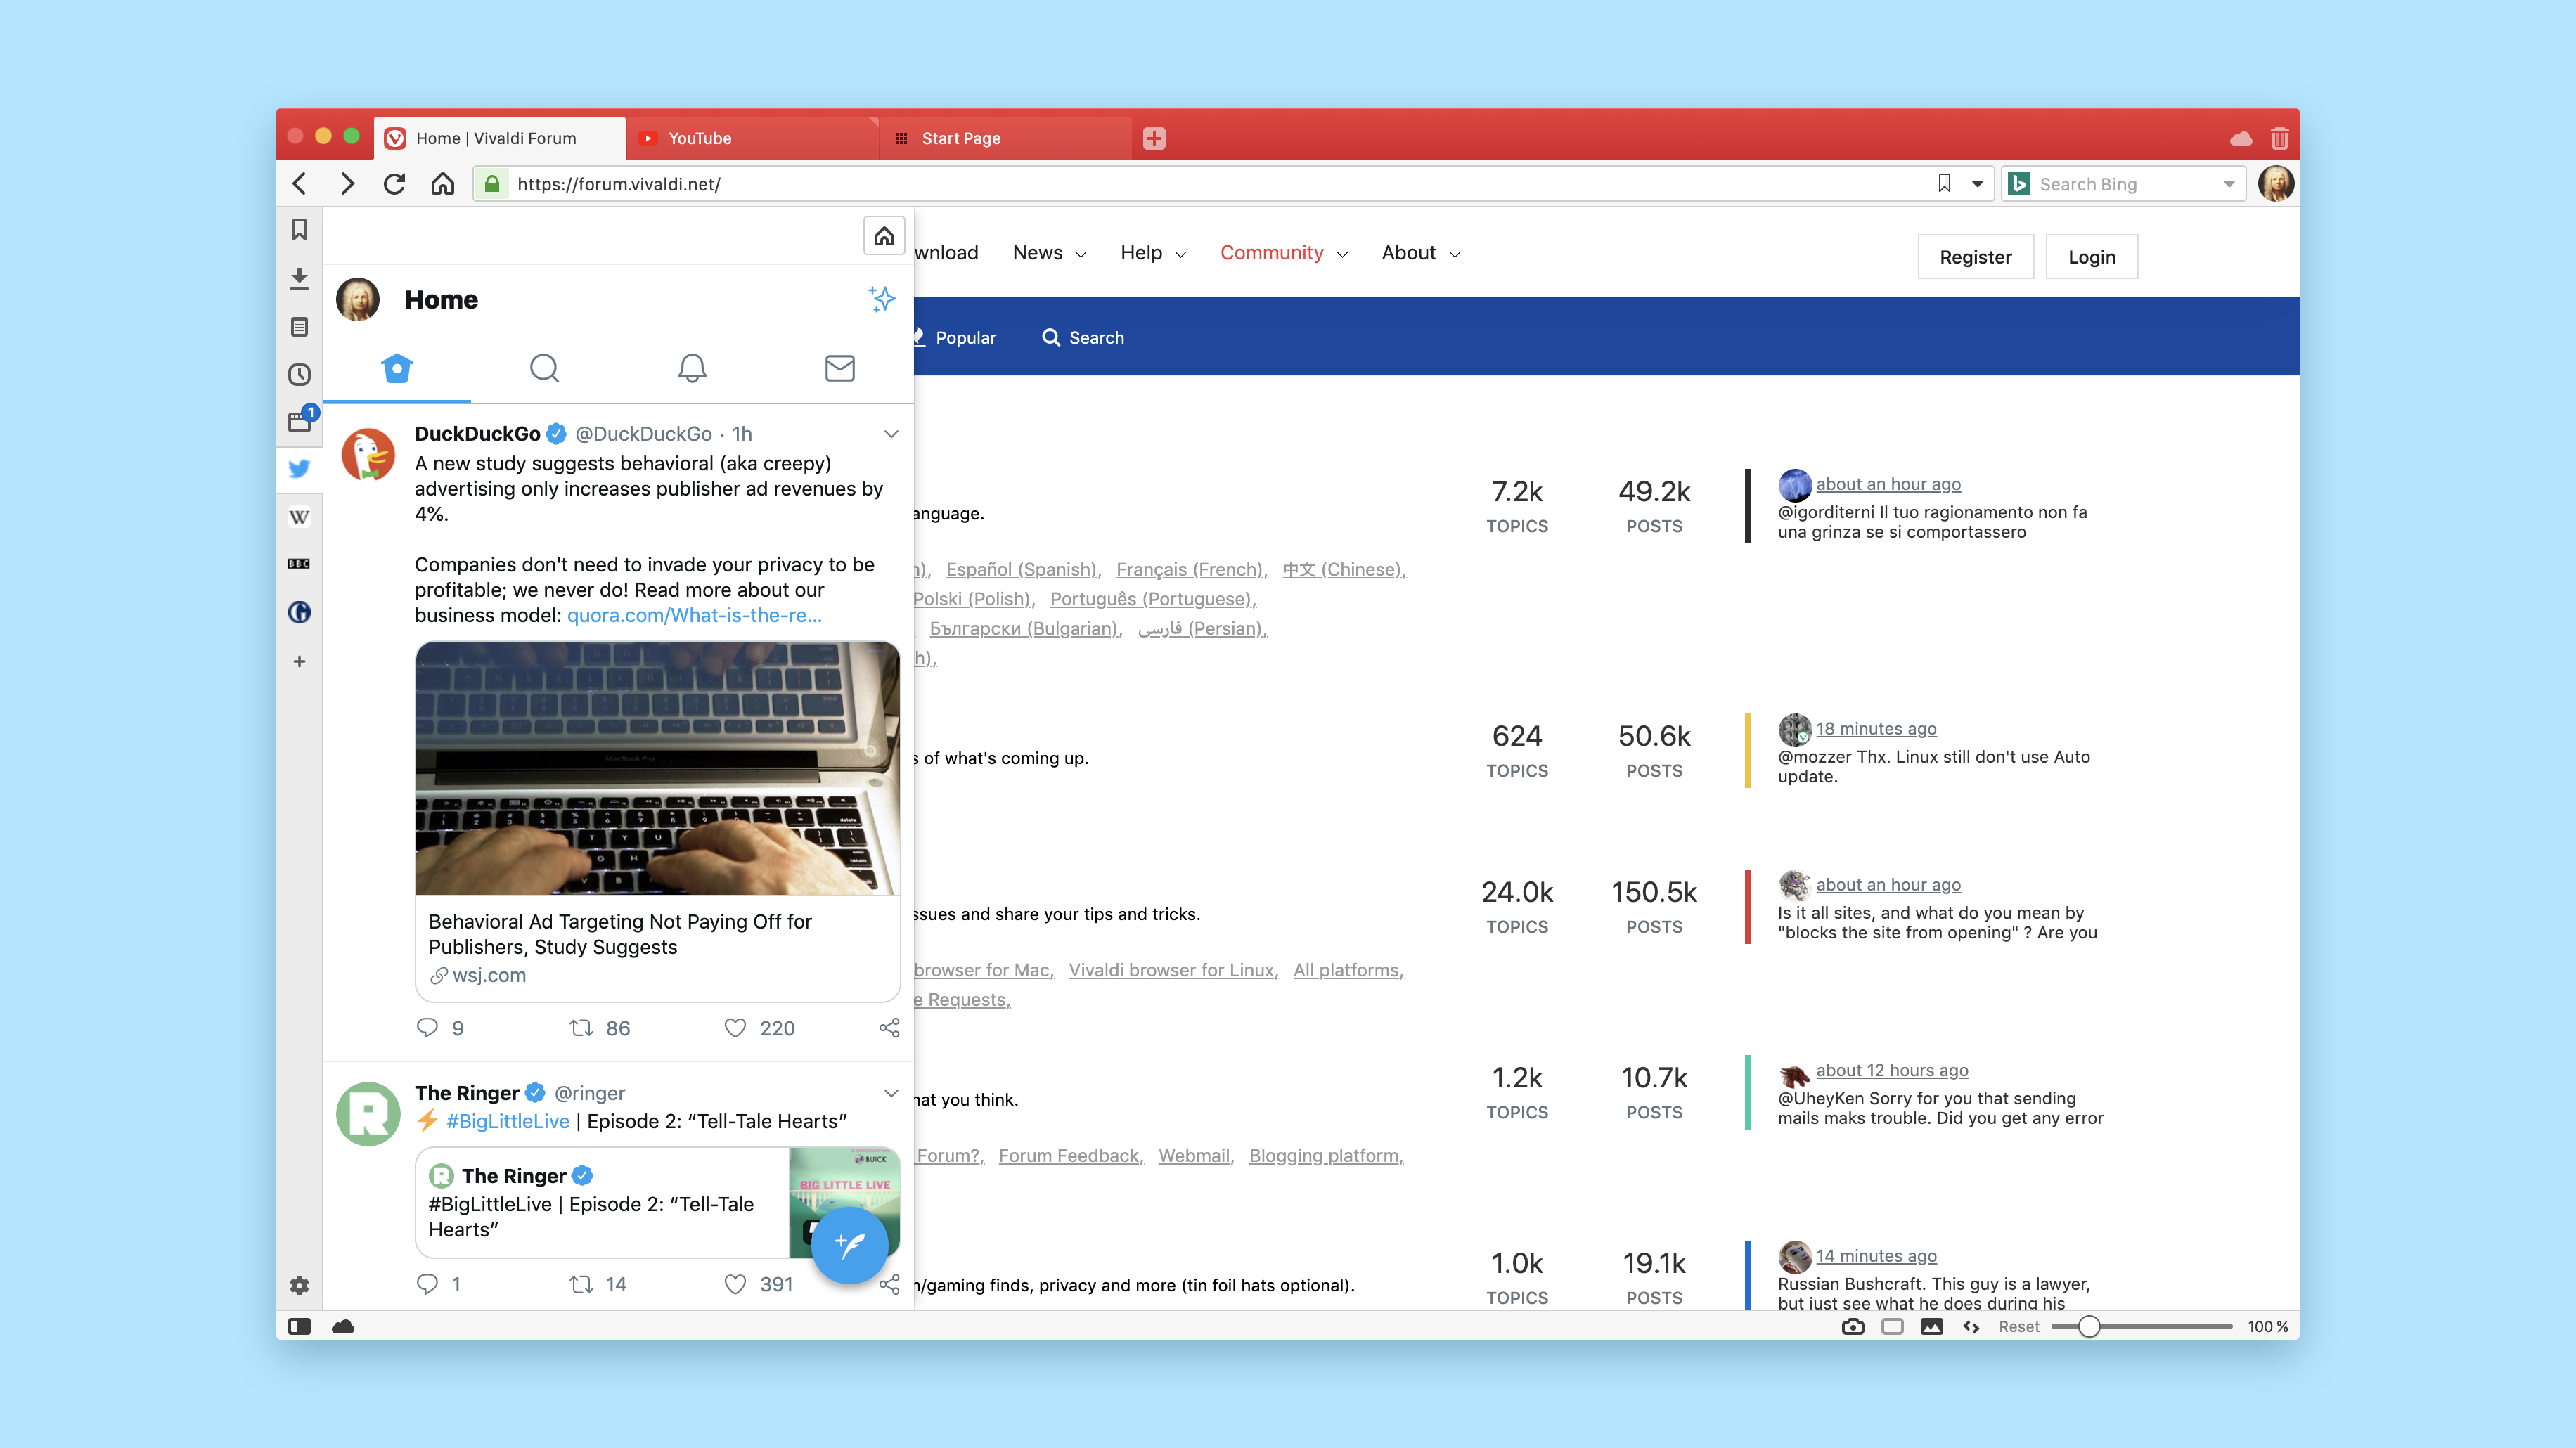 Home | Vivaldi Forum
YouTube
Start Page
https://forum.vivaldi.net/
Search Bing
1
W
BBC
Home
DuckDuckGo @DuckDuckGo · 1h
A new study suggests behavioral (aka creepy)
advertising only increases publisher ad revenues by
4%.
Companies don't need to invade your privacy to be
profitable; we never do! Read more about our
business model: quora.com/What-is-the-re...
MacBook Pro
Behavioral Ad Targeting Not Paying Off for
Publishers, Study Suggests
wsj.com
9 86 220
The Ringer @ringer
#BigLittleLive | Episode 2: “Tell-Tale Hearts”
The Ringer
#BigLittleLive | Episode 2: “Tell-Tale
Hearts”
BUICK
BIG LITTLE LIVE
1 14 391
wnload News Help Community About
Register Login
Popular Search
anguage.
7.2k 49.2k
TOPICS POSTS
about an hour ago
@igorditerni Il tuo ragionamento non fa
una grinza se si comportassero
n), Español (Spanish), Français (French), 中文 (Chinese),
Polski (Polish), Português (Portuguese),
Български (Bulgarian), فارسی (Persian),
h),
s of what's coming up.
624 50.6k
TOPICS POSTS
18 minutes ago
@mozzer Thx. Linux still don't use Auto
update.
ssues and share your tips and tricks.
24.0k 150.5k
TOPICS POSTS
about an hour ago
Is it all sites, and what do you mean by
"blocks the site from opening" ? Are you
browser for Mac, Vivaldi browser for Linux, All platforms,
e Requests,
hat you think.
1.2k 10.7k
TOPICS POSTS
about 12 hours ago
@UheyKen Sorry for you that sending
mails maks trouble. Did you get any error
Forum?, Forum Feedback, Webmail, Blogging platform,
n/gaming finds, privacy and more (tin foil hats optional).
1.0k 19.1k
TOPICS POSTS
14 minutes ago
Russian Bushcraft. This guy is a lawyer,
but just see what he does during his
Reset 100 %